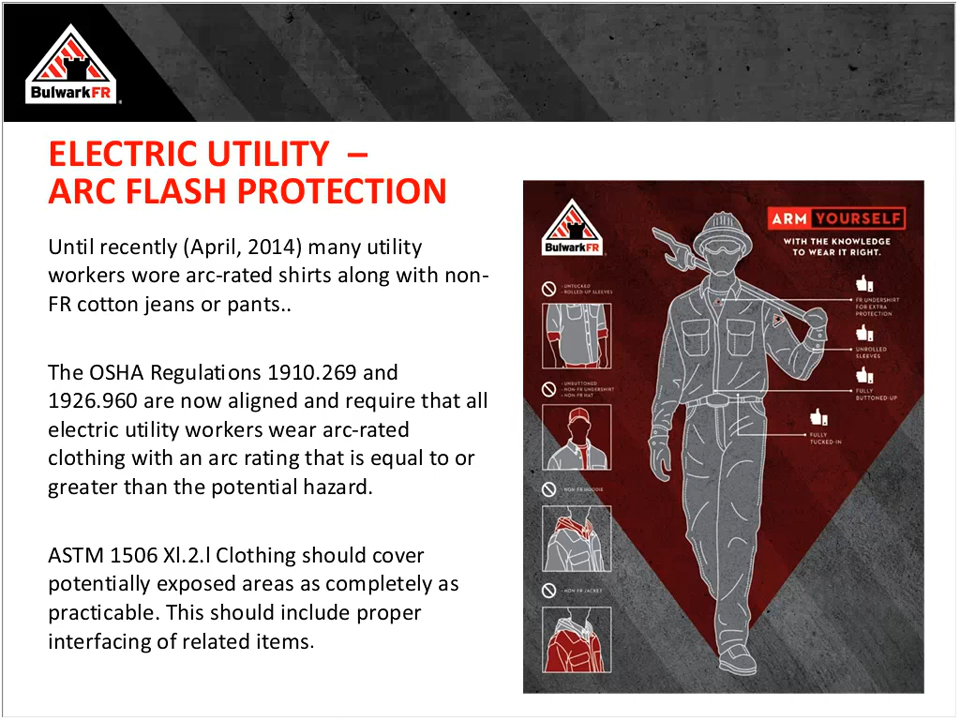 BulwarkFR
ELECTRIC UTILITY –
ARC FLASH PROTECTION
Until recently (April, 2014) many utility
workers wore arc-rated shirts along with non-
FR cotton jeans or pants..
The OSHA Regulations 1910.269 and
1926.960 are now aligned and require that all
electric utility workers wear arc-rated
clothing with an arc rating that is equal to or
greater than the potential hazard.
ASTM 1506 Xl.2.l Clothing should cover
potentially exposed areas as completely as
practicable. This should include proper
interfacing of related items.
BulwarkFR
ARM YOURSELF
WITH THE KNOWLEDGE
TO WEAR IT RIGHT.
- UNTUCKED
- ROLLED-UP SLEEVES
- UNBUTTONED
- NON-FR UNDERSHIRT
- NON-FR HAT
- NON-FR HOODIE
- NON-FR JACKET
FR UNDERSHIRT
FOR EXTRA
PROTECTION
UNROLLED
SLEEVES
FULLY
BUTTONED-UP
FULLY
TUCKED IN